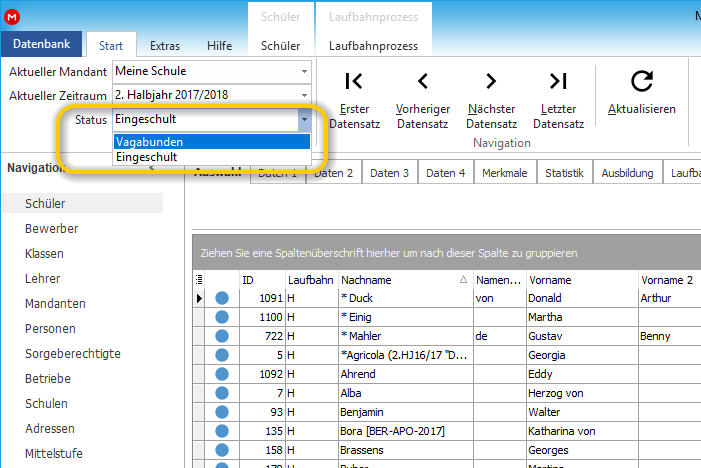 M
Schüler Laufbahnprozess
Datenbank Start Extras Hilfe Schüler Laufbahnprozess
Aktueller Mandant Meine Schule
Aktueller Zeitraum 2. Halbjahr 2017/2018
Status Eingeschult
Vagabunden
Eingeschult
Erster Datensatz
Vorheriger Datensatz
Nächster Datensatz
Letzter Datensatz
Aktualisieren
Navigation
Auswahl Daten 1 Daten 2 Daten 3 Daten 4 Merkmale Statistik Ausbildung Laufba
Schüler
Bewerber
Klassen
Lehrer
Mandanten
Personen
Sorgeberechtigte
Betriebe
Schulen
Adressen
Mittelstufe
Ziehen Sie eine Spaltenüberschrift hierher um nach dieser Spalte zu gruppieren
ID Laufbahn Nachname Namen... Vorname Vorname 2
1091 H * Duck von Donald Arthur
1100 H * Einig Martha
722 H * Mahler de Gustav Benny
5 H *Agricola (2.HJ16/17 "D... Georgia
1092 H Ahrend Eddy
7 H Alba Herzog von
93 H Benjamin Walter
135 H Bora [BER-APO-2017] Katharina von
158 H Brassens Georges